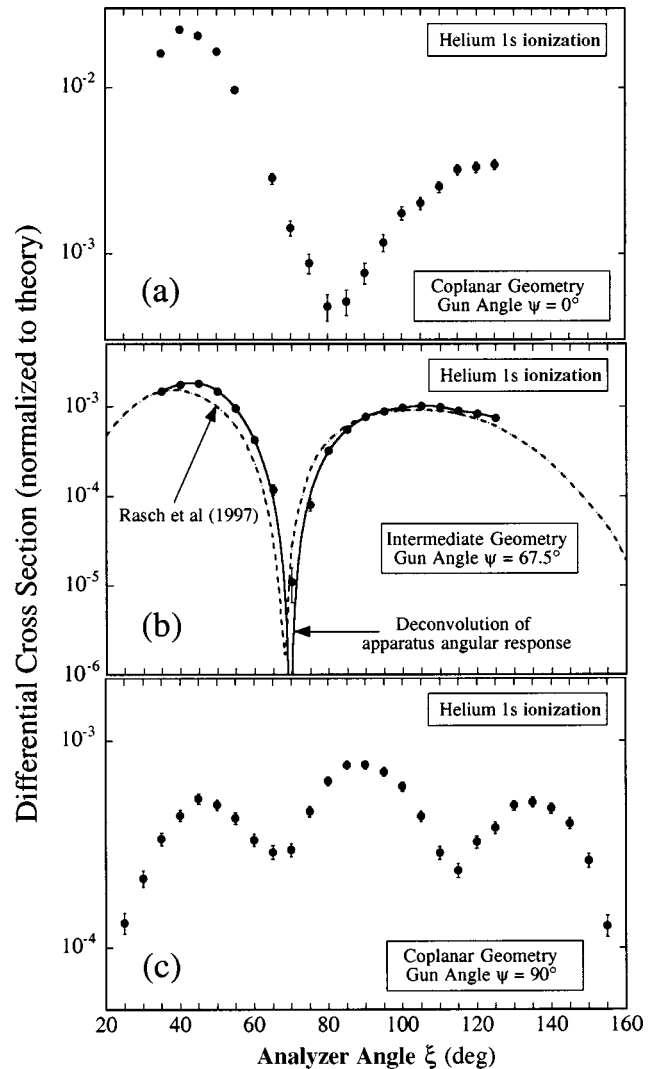 Differential Cross Section (normalized to theory)
Helium 1s ionization
10-2
10-3
(a)
Coplanar Geometry
Gun Angle ψ = 0°
Helium 1s ionization
10-3
10-4
10-5
10-6
Rasch et al (1997)
Intermediate Geometry
Gun Angle ψ = 67.5°
Deconvolution of
apparatus angular response
(b)
Helium 1s ionization
10-3
10-4
(c)
Coplanar Geometry
Gun Angle ψ = 90°
20 40 60 80 100 120 140 160
Analyzer Angle ξ (deg)